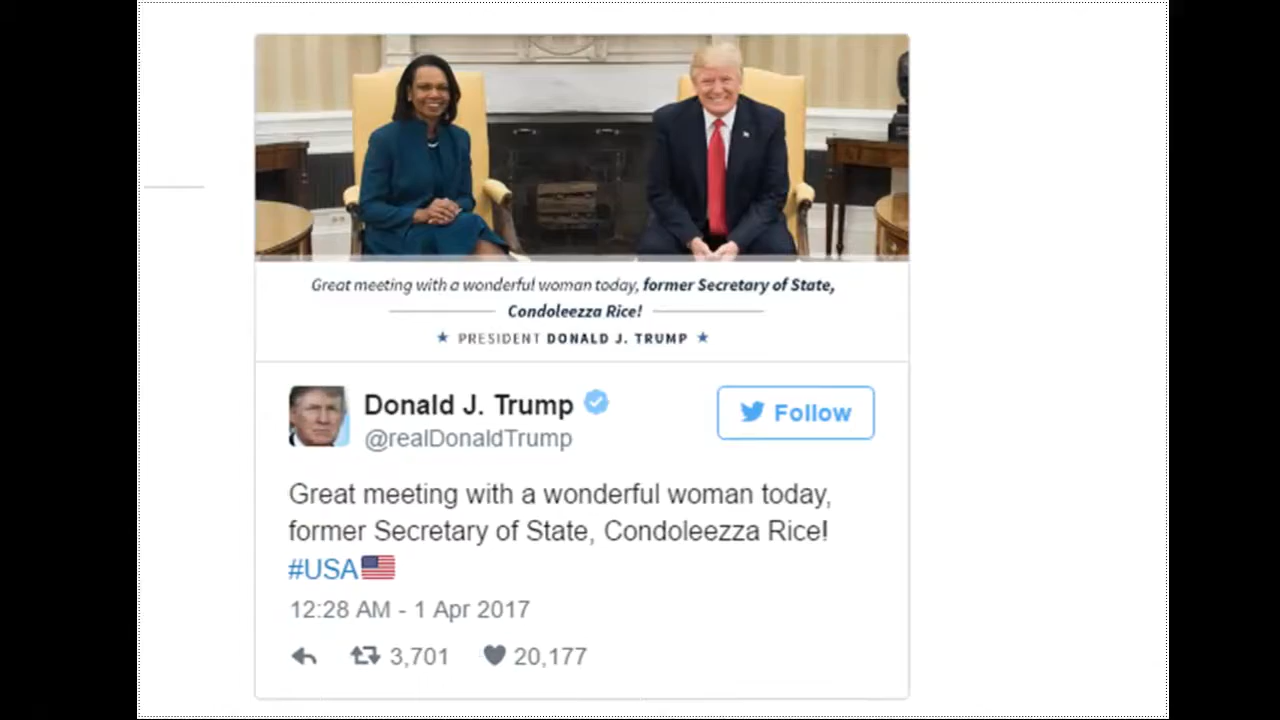 Great meeting with a wonderful woman today, former Secretary of State,
Condoleezza Rice!
★ PRESIDENT DONALD J. TRUMP ★
Donald J. Trump
@realDonaldTrump
Follow
Great meeting with a wonderful woman today,
former Secretary of State, Condoleezza Rice!
#USA🇺🇸
12:28 AM - 1 Apr 2017
3,701 20,177